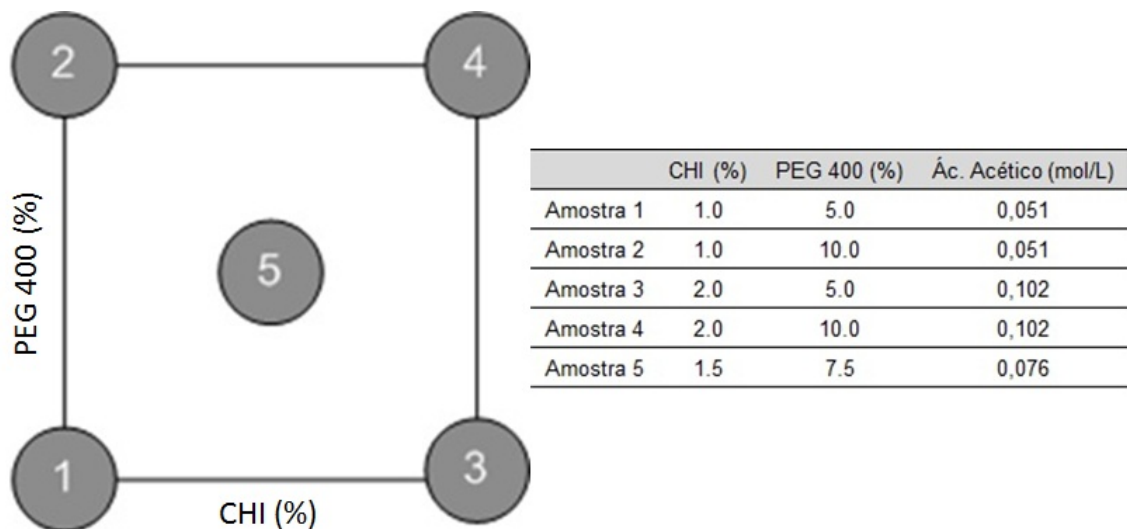 2
4
5
1
3
PEG 400 (%)
CHI (%)
CHI (%) PEG 400 (%) Ác. Acético (mol/L)
Amostra 1 1.0 5.0 0,051
Amostra 2 1.0 10.0 0,051
Amostra 3 2.0 5.0 0,102
Amostra 4 2.0 10.0 0,102
Amostra 5 1.5 7.5 0,076